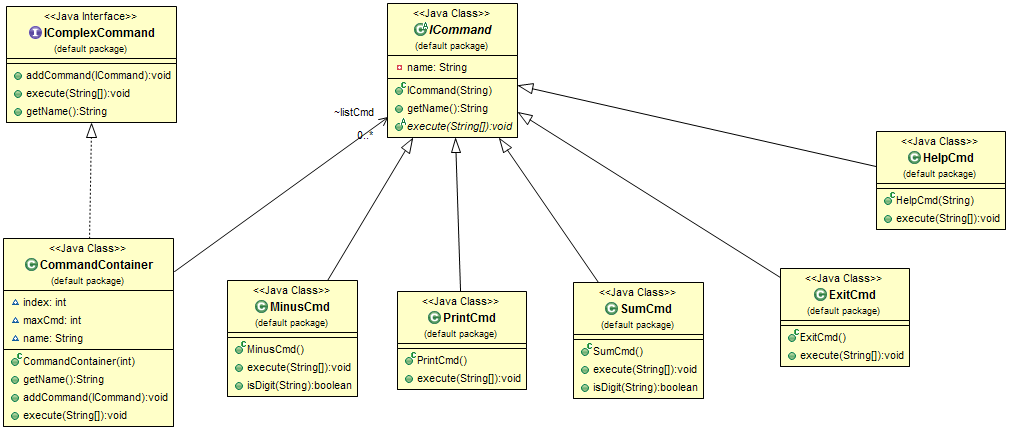 <<Java Interface>>
IComplexCommand
(default package)
addCommand(ICommand):void
execute(String[]):void
getName():String
<<Java Class>>
ICommand
(default package)
name: String
ICommand(String)
getName():String
execute(String[]):void
~listCmd
0..*
<<Java Class>>
HelpCmd
(default package)
HelpCmd(String)
execute(String[]):void
<<Java Class>>
CommandContainer
(default package)
index: int
maxCmd: int
name: String
CommandContainer(int)
getName():String
addCommand(ICommand):void
execute(String[]):void
<<Java Class>>
MinusCmd
(default package)
MinusCmd()
execute(String[]):void
isDigit(String):boolean
<<Java Class>>
PrintCmd
(default package)
PrintCmd()
execute(String[]):void
<<Java Class>>
SumCmd
(default package)
SumCmd()
execute(String[]):void
isDigit(String):boolean
<<Java Class>>
ExitCmd
(default package)
ExitCmd()
execute(String[]):void